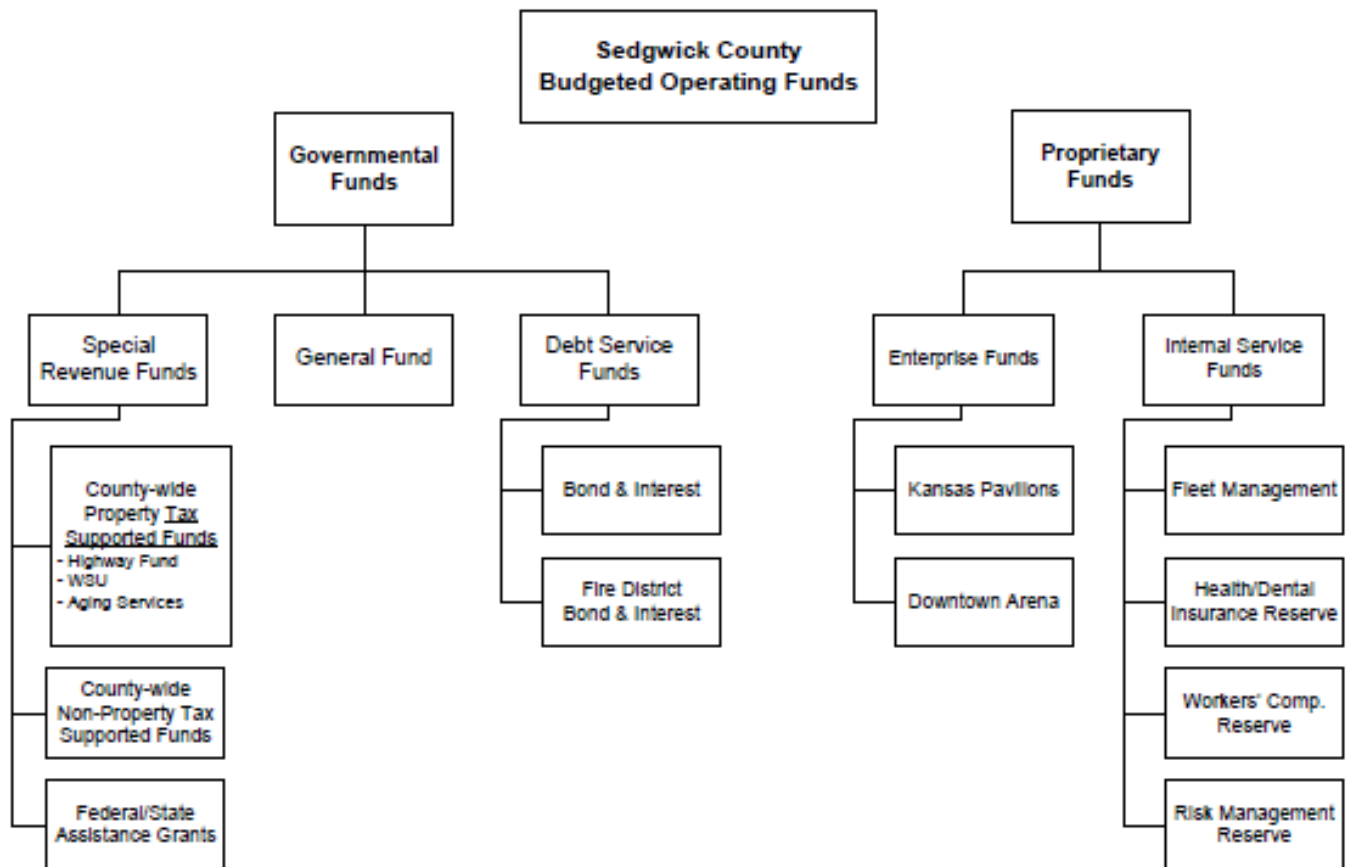 Sedgwick County
Budgeted Operating Funds
Governmental
Funds
Proprietary
Funds
Special
Revenue Funds
General Fund
Debt Service
Funds
Enterprise Funds
Internal Service
Funds
County-wide
Property Tax
Supported Funds
- Highway Fund
- WSU
- Aging Services
County-wide
Non-Property Tax
Supported Funds
Federal/State
Assistance Grants
Bond & Interest
Fire District
Bond & Interest
Kansas Pavilions
Downtown Arena
Fleet Management
Health/Dental
Insurance Reserve
Workers' Comp.
Reserve
Risk Management
Reserve